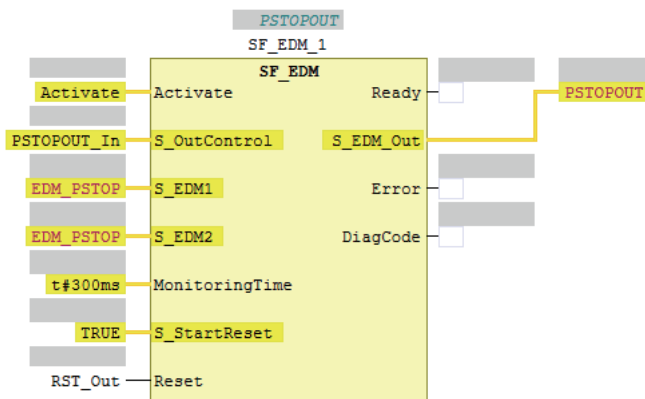 PSTOPOUT
SF_EDM_1
SF_EDM
Activate Activate Ready PSTOPOUT
PSTOPOUT_In S_OutControl S_EDM_Out
EDM_PSTOP S_EDM1 Error
EDM_PSTOP S_EDM2 DiagCode
t#300ms MonitoringTime
TRUE S_StartReset
RST_Out Reset